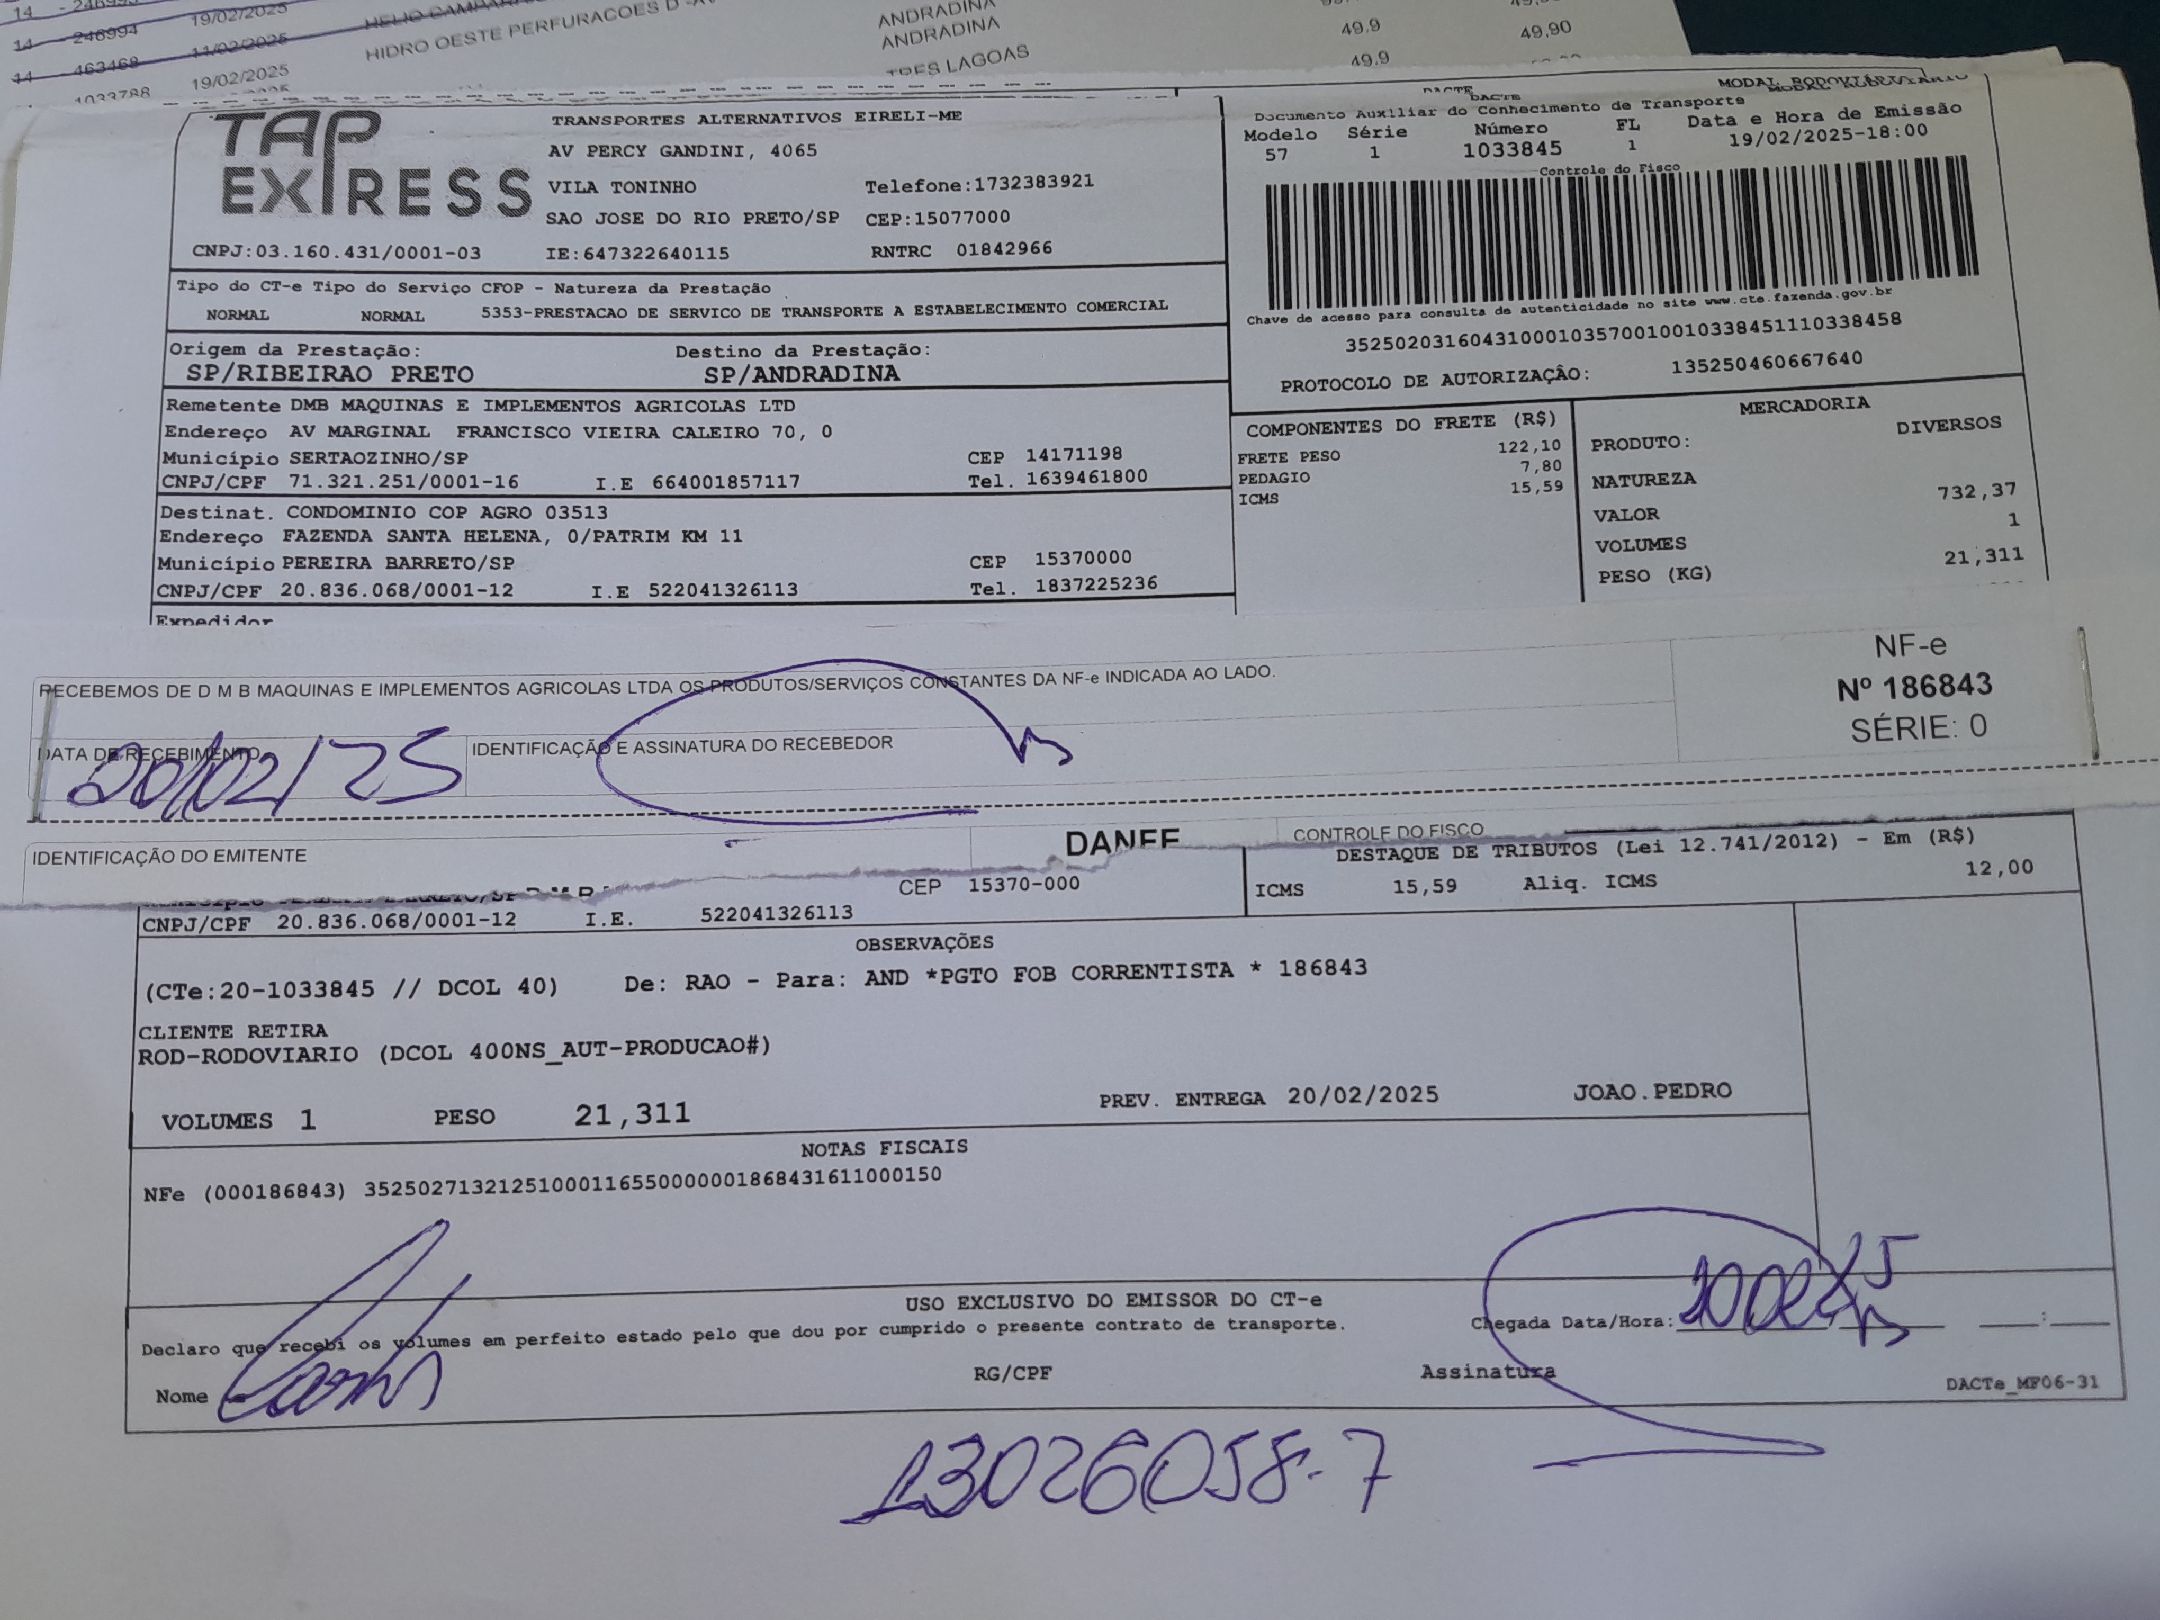 14 - 246994 19/02/2025 ANDRADINA
14 - 463468 11/02/2025 HIDRO OESTE PERFURACOES D ANDRADINA 49.9 49,90
1033788 19/02/2025 TRES LAGOAS 49.9
TAP EXPRESS
TRANSPORTES ALTERNATIVOS EIRELI-ME
AV PERCY GANDINI, 4065
VILA TONINHO Telefone:1732383921
SAO JOSE DO RIO PRETO/SP CEP:15077000
CNPJ:03.160.431/0001-03 IE:647322640115 RNTRC 01842966
DACTE MODAL RODOVIARIO
DACTE
Documento Auxiliar do Conhecimento de Transporte
Modelo Série Número FL Data e Hora de Emissão
57 1 1033845 1 19/02/2025-18:00
Controle do Fisco
Chave de acesso para consulta de autenticidade no site www.cte.fazenda.gov.br
35250203160431000103570010010338451110338458
PROTOCOLO DE AUTORIZAÇÂO: 135250460667640
Tipo do CT-e Tipo do Serviço CFOP - Natureza da Prestação
NORMAL NORMAL 5353-PRESTACAO DE SERVICO DE TRANSPORTE A ESTABELECIMENTO COMERCIAL
Origem da Prestação: Destino da Prestação:
SP/RIBEIRAO PRETO SP/ANDRADINA
Remetente DMB MAQUINAS E IMPLEMENTOS AGRICOLAS LTD
Endereço AV MARGINAL FRANCISCO VIEIRA CALEIRO 70, 0
Município SERTAOZINHO/SP CEP 14171198
CNPJ/CPF 71.321.251/0001-16 I.E 664001857117 Tel. 1639461800
Destinat. CONDOMINIO COP AGRO 03513
Endereço FAZENDA SANTA HELENA, 0/PATRIM KM 11
Município PEREIRA BARRETO/SP CEP 15370000
CNPJ/CPF 20.836.068/0001-12 I.E 522041326113 Tel. 1837225236
Expedidor
COMPONENTES DO FRETE (R$)
FRETE PESO 122,10
PEDAGIO 7,80
ICMS 15,59
MERCADORIA
PRODUTO: DIVERSOS
NATUREZA
VALOR 732,37
VOLUMES 1
PESO (KG) 21,311
RECEBEMOS DE D M B MAQUINAS E IMPLEMENTOS AGRICOLAS LTDA OS PRODUTOS/SERVIÇOS CONSTANTES DA NF-e INDICADA AO LADO.
NF-e
Nº 186843
SÉRIE: 0
DATA DE RECEBIMENTO IDENTIFICAÇÃO E ASSINATURA DO RECEBEDOR
20/02/25
IDENTIFICAÇÃO DO EMITENTE DANFE CONTROLE DO FISCO
DESTAQUE DE TRIBUTOS (Lei 12.741/2012) - Em (R$)
CEP 15370-000 ICMS 15,59 Aliq. ICMS 12,00
CNPJ/CPF 20.836.068/0001-12 I.E. 522041326113
OBSERVAÇÕES
(CTe:20-1033845 // DCOL 40) De: RAO - Para: AND *PGTO FOB CORRENTISTA * 186843
CLIENTE RETIRA
ROD-RODOVIARIO (DCOL 400NS_AUT-PRODUCAO#)
VOLUMES 1 PESO 21,311 PREV. ENTREGA 20/02/2025 JOAO.PEDRO
NOTAS FISCAIS
NFe (000186843) 35250271321251000116550000001868431611000150
USO EXCLUSIVO DO EMISSOR DO CT-e
Declaro que recebi os volumes em perfeito estado pelo que dou por cumprido o presente contrato de transporte.
Chegada Data/Hora: :
Nome RG/CPF Assinatura
DACTe_MF06-31
13026058-7